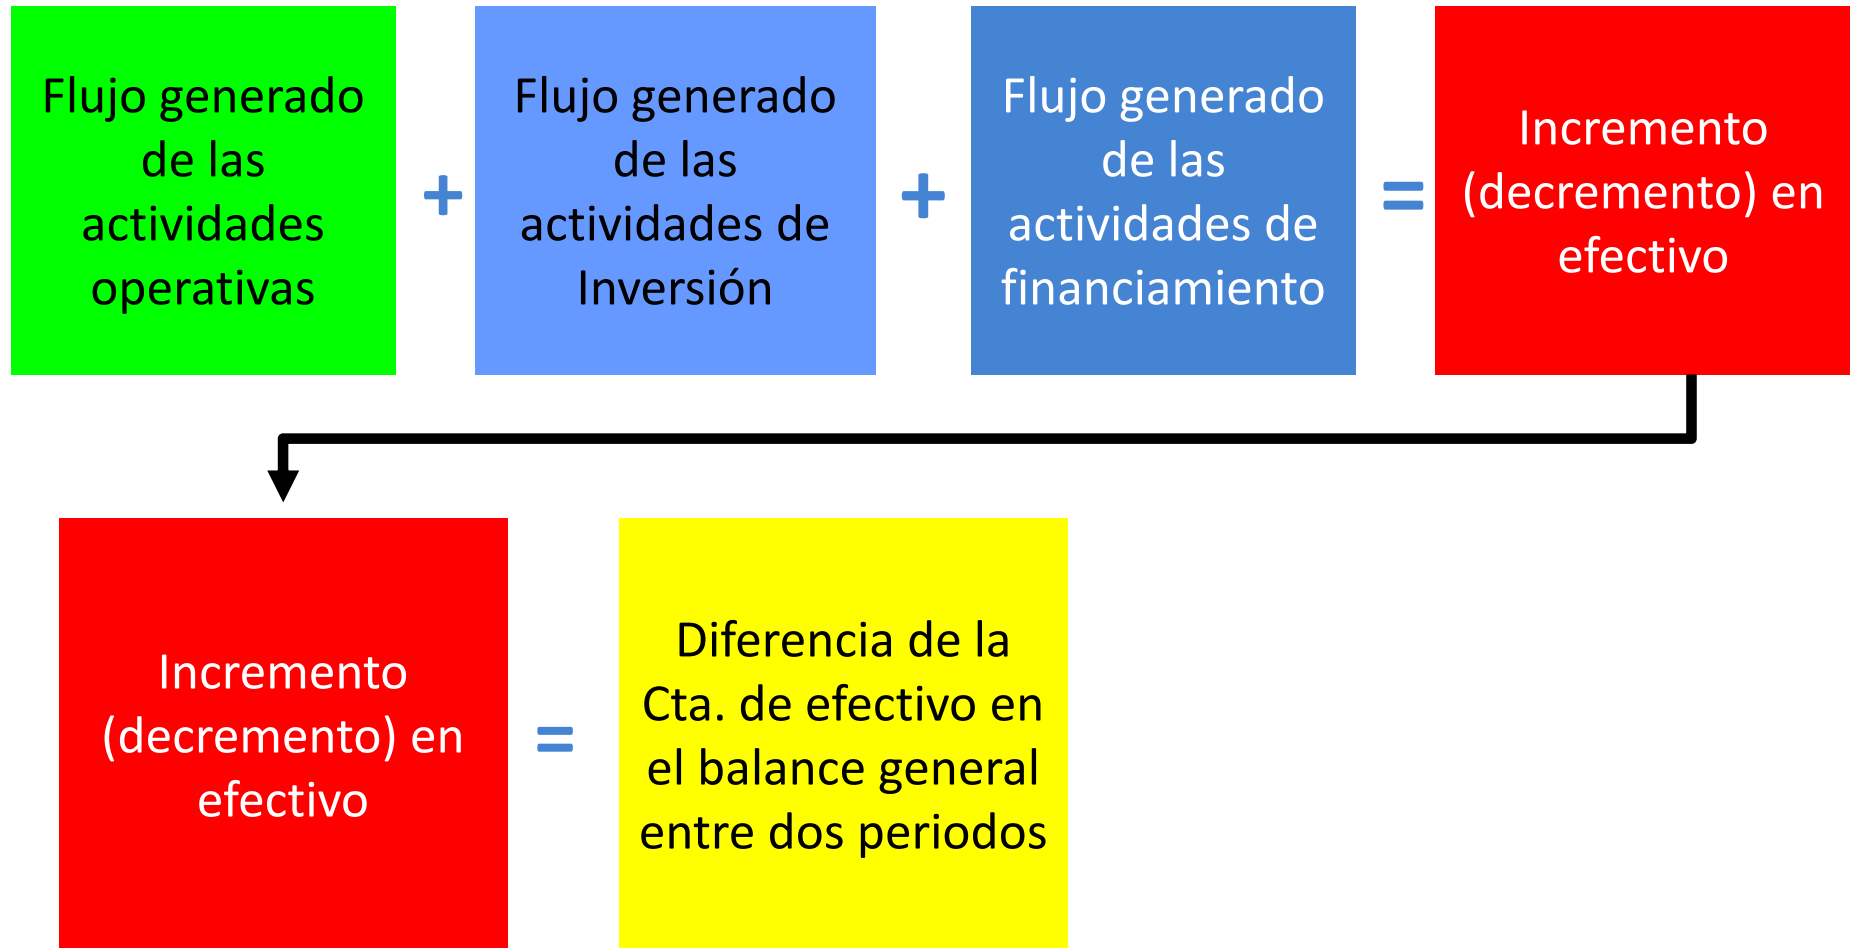 Flujo generado
de las
actividades
operativas
+
Flujo generado
de las
actividades de
Inversión
+
Flujo generado
de las
actividades de
financiamiento
=
Incremento
(decremento) en
efectivo
Incremento
(decremento) en
efectivo
=
Diferencia de la
Cta. de efectivo en
el balance general
entre dos periodos